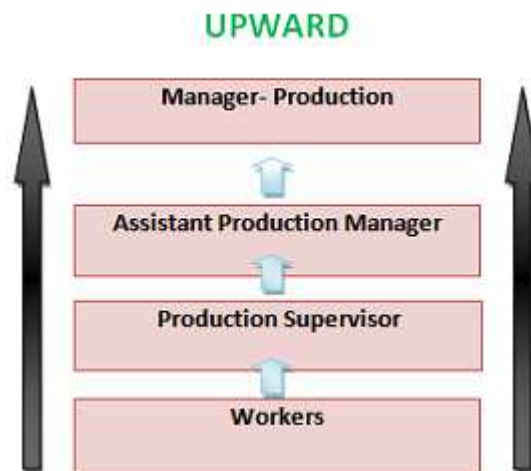 UPWARD
Manager- Production
Assistant Production Manager
Production Supervisor
Workers